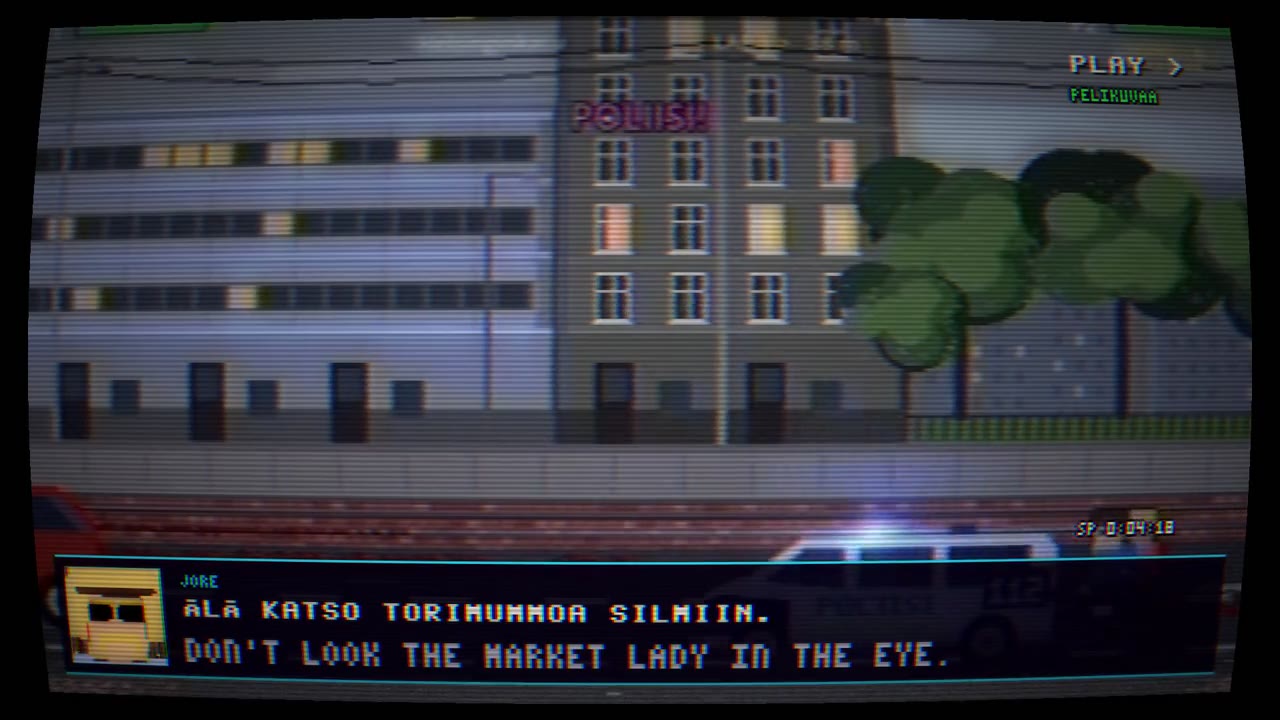 PLAY >
PELIKUVAA
POLIISI
SP 0:04:18
112
JORE
ÄLÄ KATSO TORIMUMMOA SILMIIN.
DON'T LOOK THE MARKET LADY IN THE EYE.